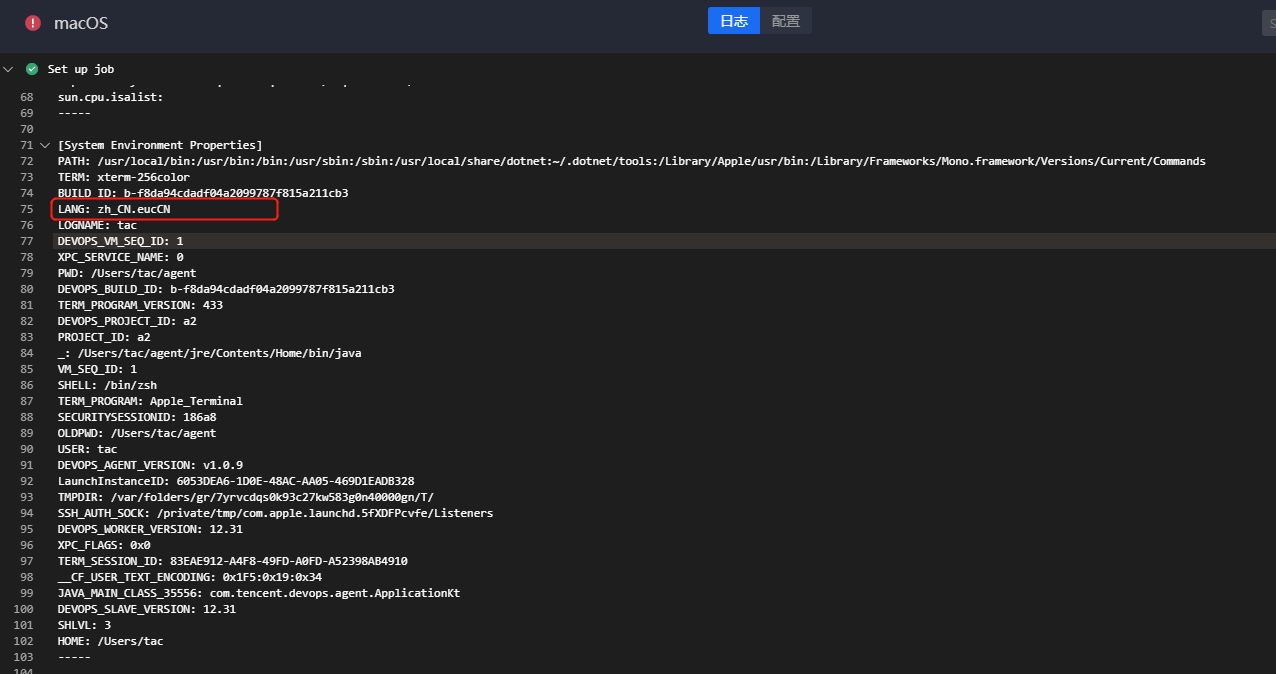 macOS
日志 配置
Set up job
68 sun.cpu.isalist:
69 -----
70
71 [System Environment Properties]
72 PATH: /usr/local/bin:/usr/bin:/bin:/usr/sbin:/sbin:/usr/local/share/dotnet:~/.dotnet/tools:/Library/Apple/usr/bin:/Library/Frameworks/Mono.framework/Versions/Current/Commands
73 TERM: xterm-256color
74 BUILD_ID: b-f8da94cdadf04a2099787f815a211cb3
75 LANG: zh_CN.eucCN
76 LOGNAME: tac
77 DEVOPS_VM_SEQ_ID: 1
78 XPC_SERVICE_NAME: 0
79 PWD: /Users/tac/agent
80 DEVOPS_BUILD_ID: b-f8da94cdadf04a2099787f815a211cb3
81 TERM_PROGRAM_VERSION: 433
82 DEVOPS_PROJECT_ID: a2
83 PROJECT_ID: a2
84 _: /Users/tac/agent/jre/Contents/Home/bin/java
85 VM_SEQ_ID: 1
86 SHELL: /bin/zsh
87 TERM_PROGRAM: Apple_Terminal
88 SECURITYSESSIONID: 186a8
89 OLDPWD: /Users/tac/agent
90 USER: tac
91 DEVOPS_AGENT_VERSION: v1.0.9
92 LaunchInstanceID: 6053DEA6-1D0E-48AC-AA05-469D1EADB328
93 TMPDIR: /var/folders/gr/7yrvcdqs0k93c27kw583g0n40000gn/T/
94 SSH_AUTH_SOCK: /private/tmp/com.apple.launchd.5fXDFPcvfe/Listeners
95 DEVOPS_WORKER_VERSION: 12.31
96 XPC_FLAGS: 0x0
97 TERM_SESSION_ID: 83EAE912-A4F8-49FD-A0FD-A52398AB4910
98 __CF_USER_TEXT_ENCODING: 0x1F5:0x19:0x34
99 JAVA_MAIN_CLASS_35556: com.tencent.devops.agent.ApplicationKt
100 DEVOPS_SLAVE_VERSION: 12.31
101 SHLVL: 3
102 HOME: /Users/tac
103 -----
104